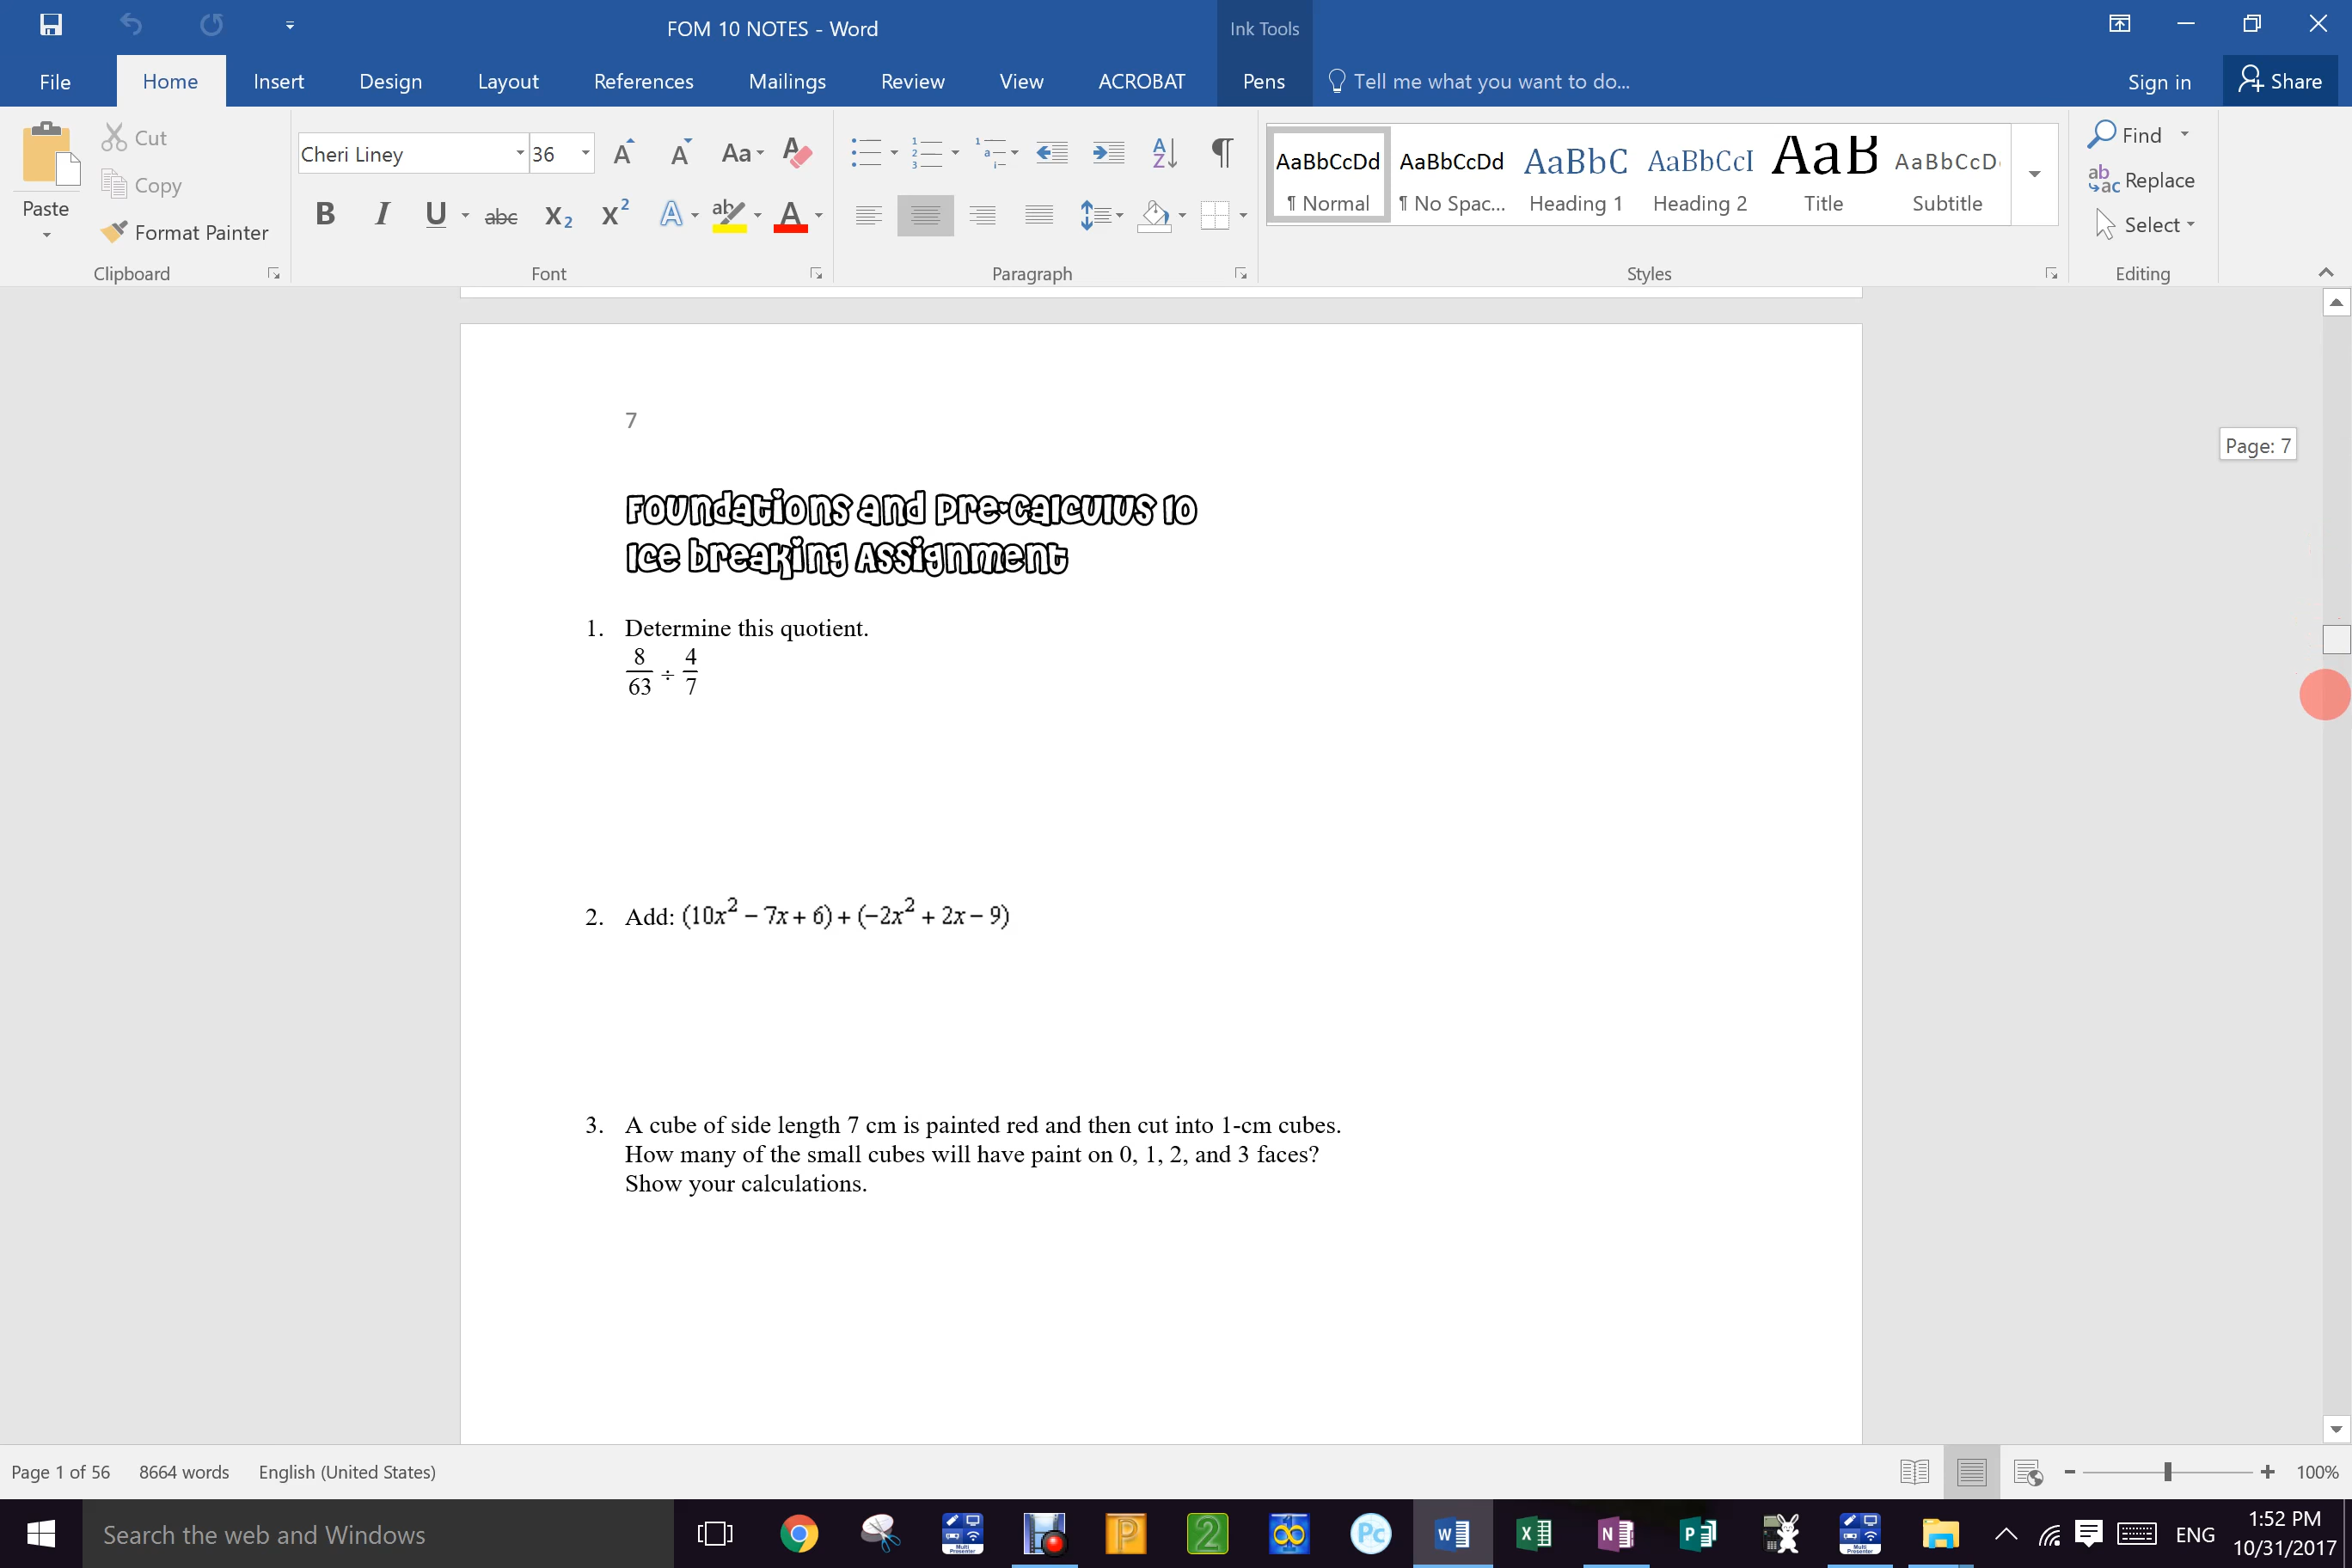 FOM 10 NOTES - Word
Ink Tools
File Home Insert Design Layout References Mailings Review View ACROBAT Pens Tell me what you want to do... Sign in Share
Paste
Cut
Copy
Format Painter
Clipboard
Cheri Liney 36
Font
Paragraph
AaBbCcDd AaBbCcDd AaBbC AaBbCcI AaB AaBbCcD
¶ Normal ¶ No Spac... Heading 1 Heading 2 Title Subtitle
Styles
Find
Replace
Select
Editing
7
Page: 7
Foundations and Pre-Calculus 10
Ice breaking Assignment
1. Determine this quotient.
8/63 ÷ 4/7
2. Add: (10x² − 7x + 6) + (−2x² + 2x − 9)
3. A cube of side length 7 cm is painted red and then cut into 1-cm cubes.
How many of the small cubes will have paint on 0, 1, 2, and 3 faces?
Show your calculations.
Page 1 of 56 8664 words English (United States) 100%
Search the web and Windows
ENG
1:52 PM
10/31/2017